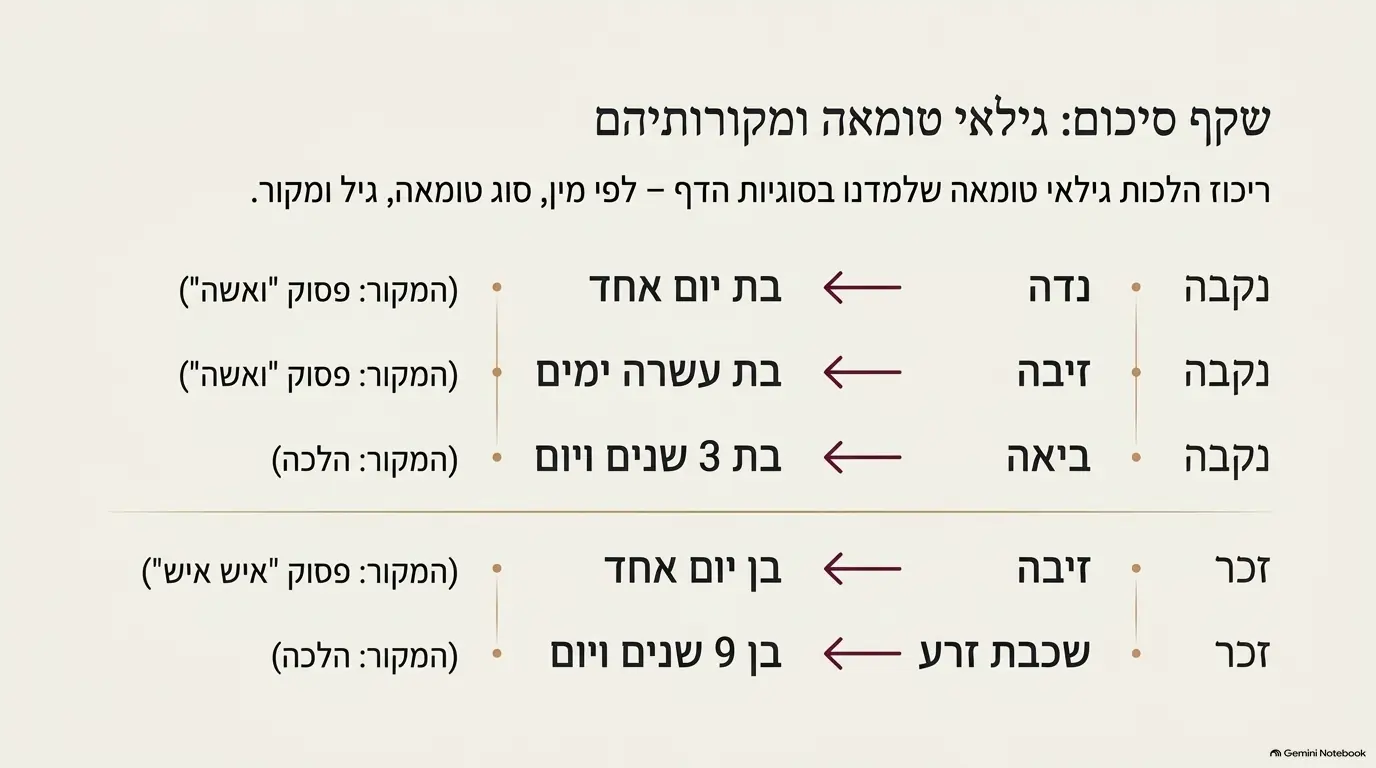 שקף סיכום: גילאי טומאה ומקורותיהם
ריכוז הלכות גילאי טומאה שלמדנו בסוגיות הדף – לפי מין, סוג טומאה, גיל ומקור.
נקבה • נדה ← בת יום אחד • (המקור: פסוק "ואשה")
נקבה • זיבה ← בת עשרה ימים • (המקור: פסוק "ואשה")
נקבה • ביאה ← בת 3 שנים ויום • (המקור: הלכה)
זכר • זיבה ← בן יום אחד • (המקור: פסוק "איש איש")
זכר • שכבת זרע ← בן 9 שנים ויום • (המקור: הלכה)
Gemini Notebook